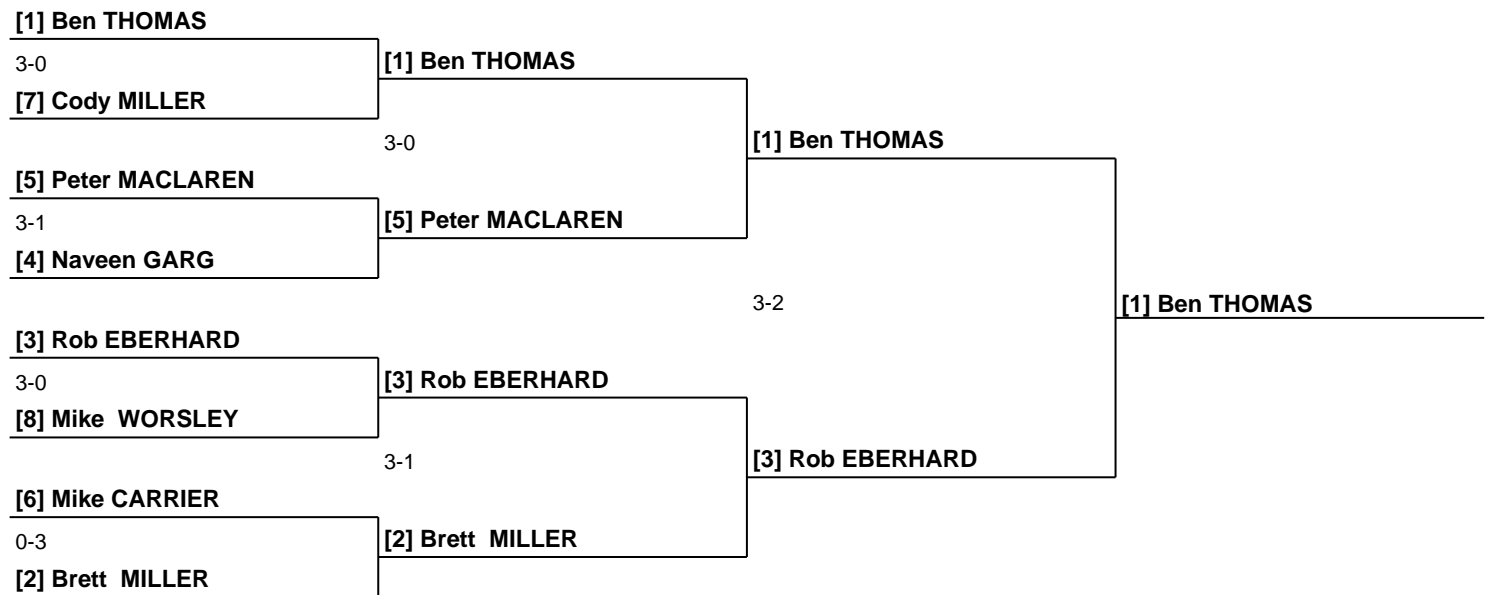 [1] Ben THOMAS
3-0
[1] Ben THOMAS
[7] Cody MILLER
3-0
[1] Ben THOMAS
[5] Peter MACLAREN
3-1
[5] Peter MACLAREN
[4] Naveen GARG
3-2
[1] Ben THOMAS
[3] Rob EBERHARD
3-0
[3] Rob EBERHARD
[8] Mike  WORSLEY
3-1
[3] Rob EBERHARD
[6] Mike CARRIER
0-3
[2] Brett  MILLER
[2] Brett  MILLER